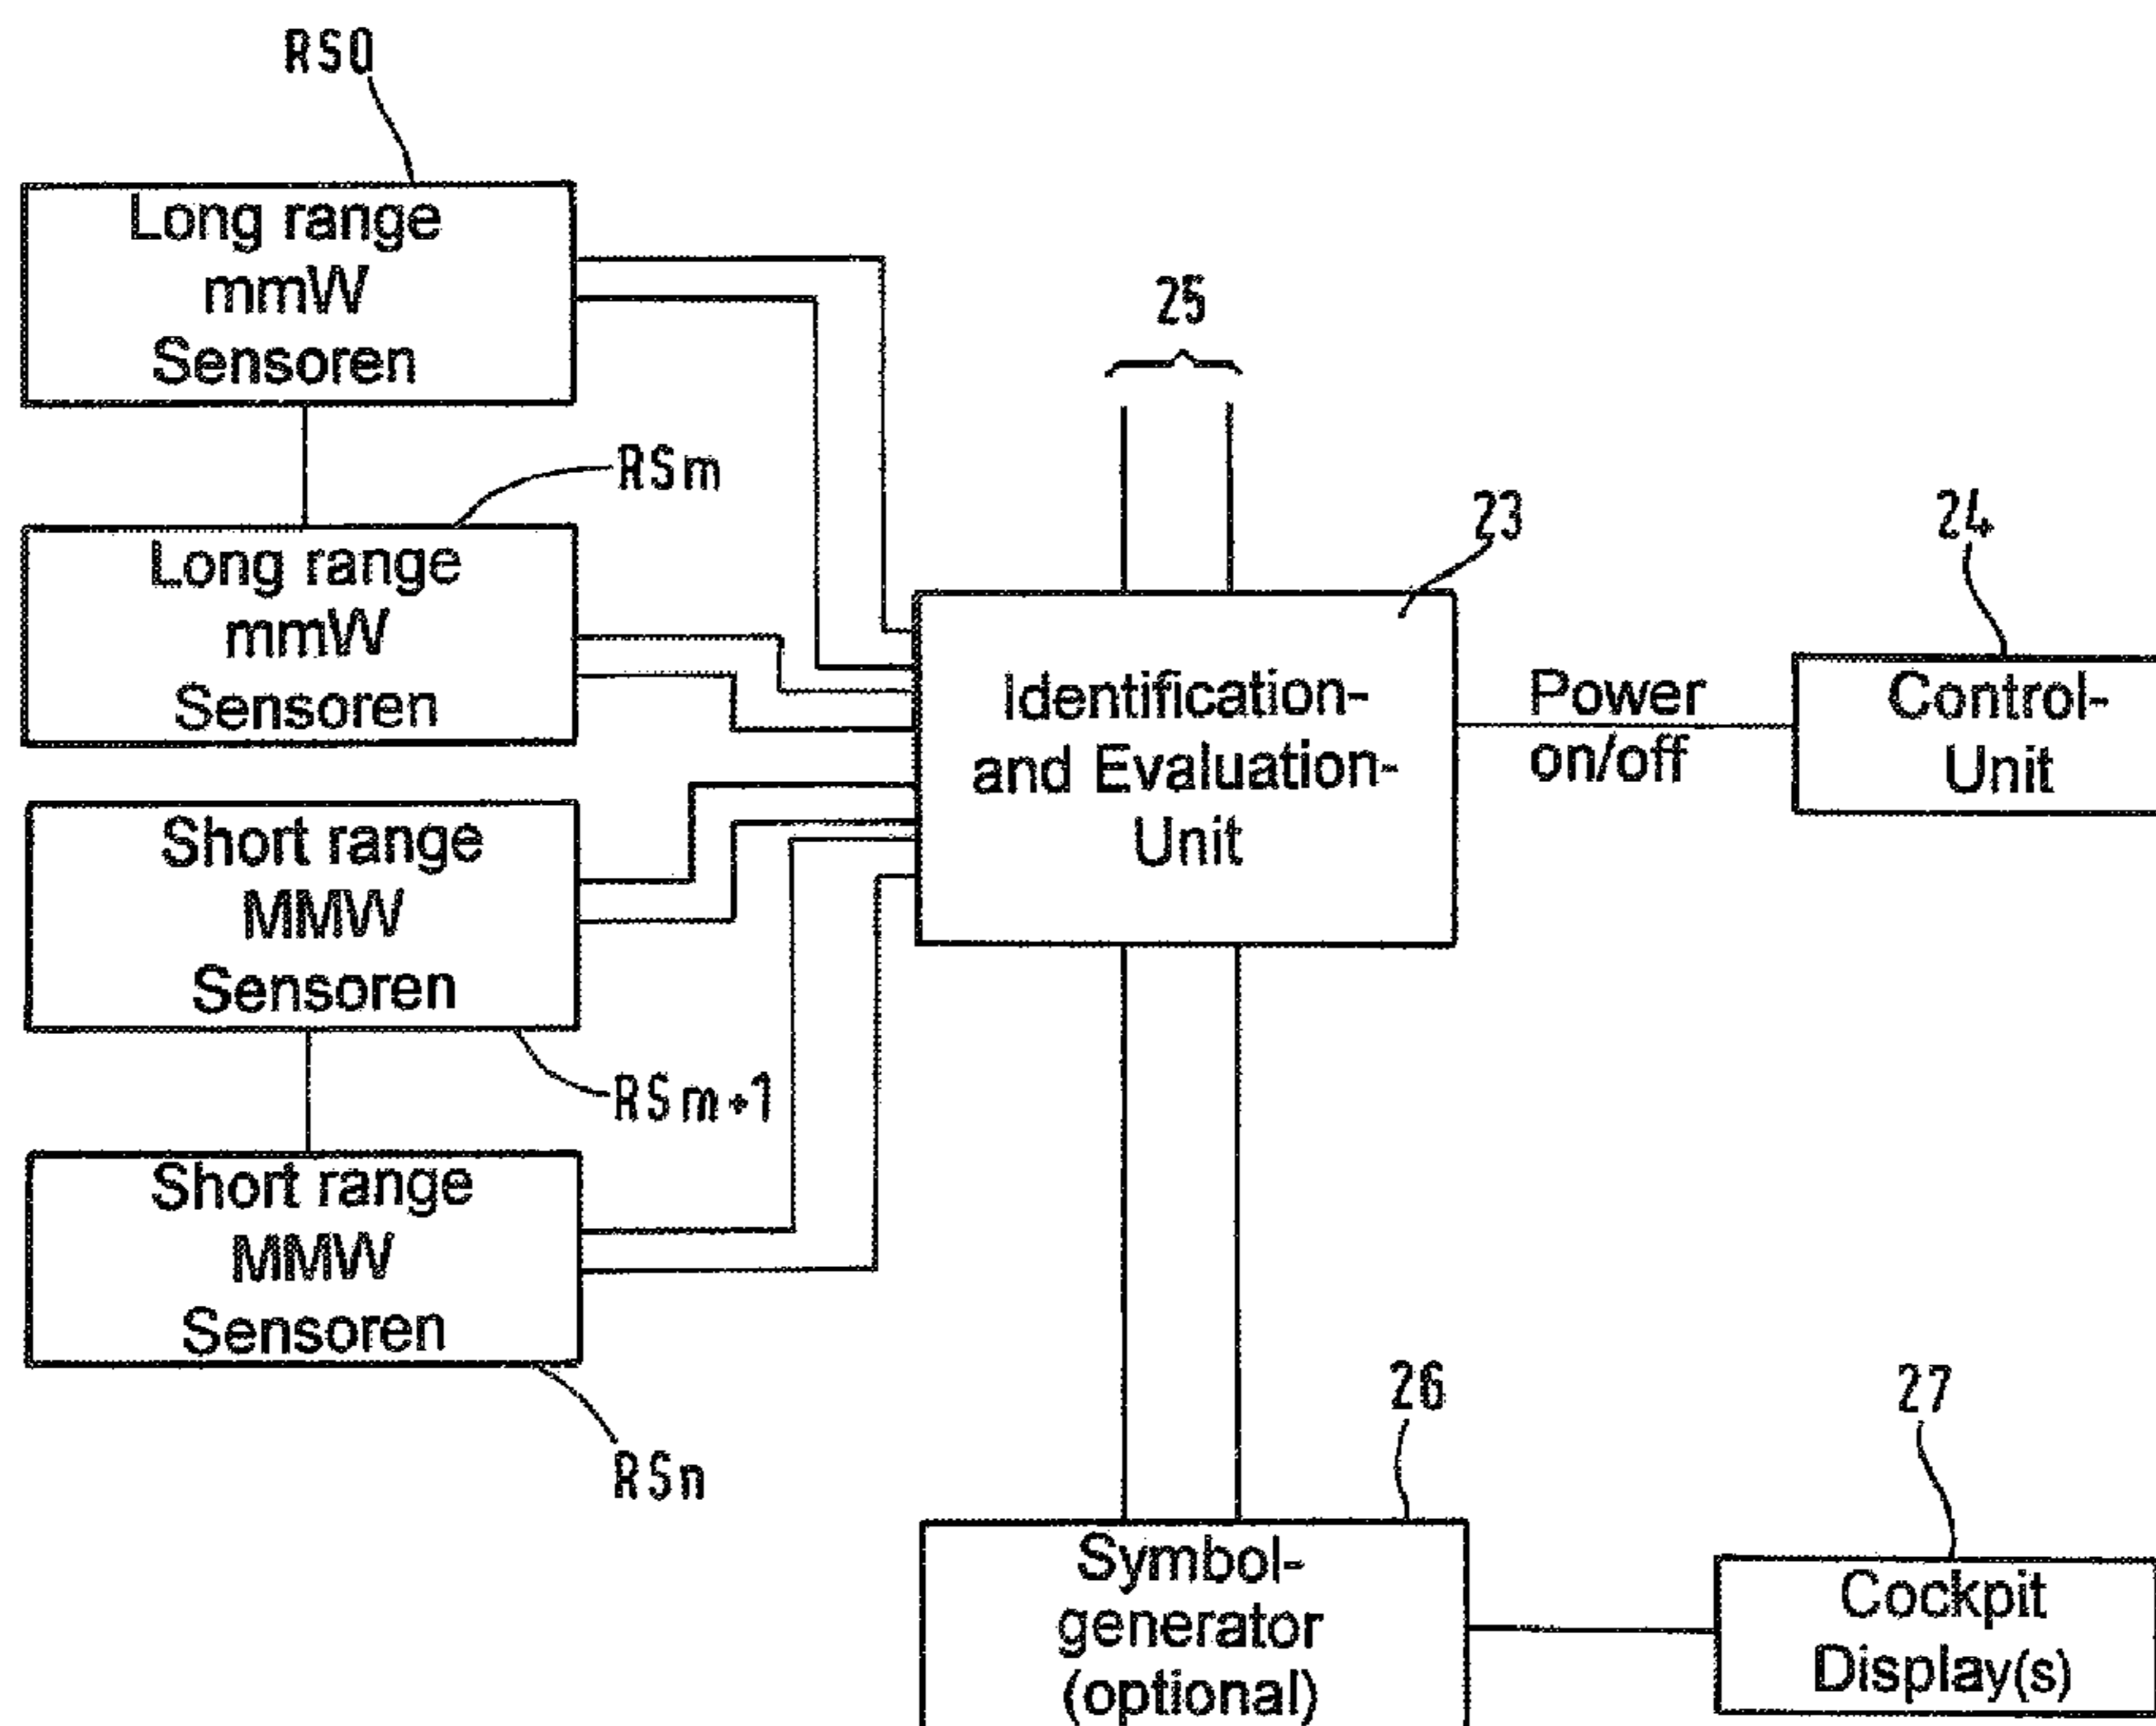 RS0
Long range
mmW
Sensoren
RSm
Long range
mmW
Sensoren
Short range
MMW
Sensoren
RSm+1
Short range
MMW
Sensoren
RSn
25
23
Identification-
and Evaluation-
Unit
Power
on/off
24
Control-
Unit
26
Symbol-
generator
(optional)
27
Cockpit
Display(s)